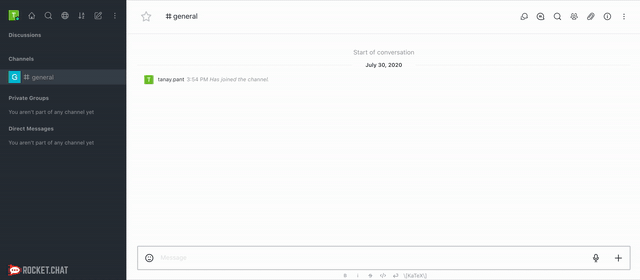 T
Discussions
Channels
G # general
Private Groups
You aren't part of any channel yet
Direct Messages
You aren't part of any channel yet
ROCKET.CHAT
# general
Start of conversation
July 30, 2020
T tanay.pant 3:54 PM Has joined the channel.
Message
B i S </> \[KaTeX\]